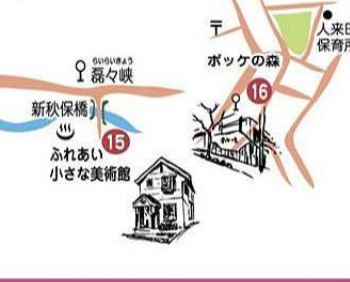 〒
人来田
保育所
ポッケの森
16
らいらいきょう
磊々峡
新秋保橋
15
ふれあい
小さな美術館